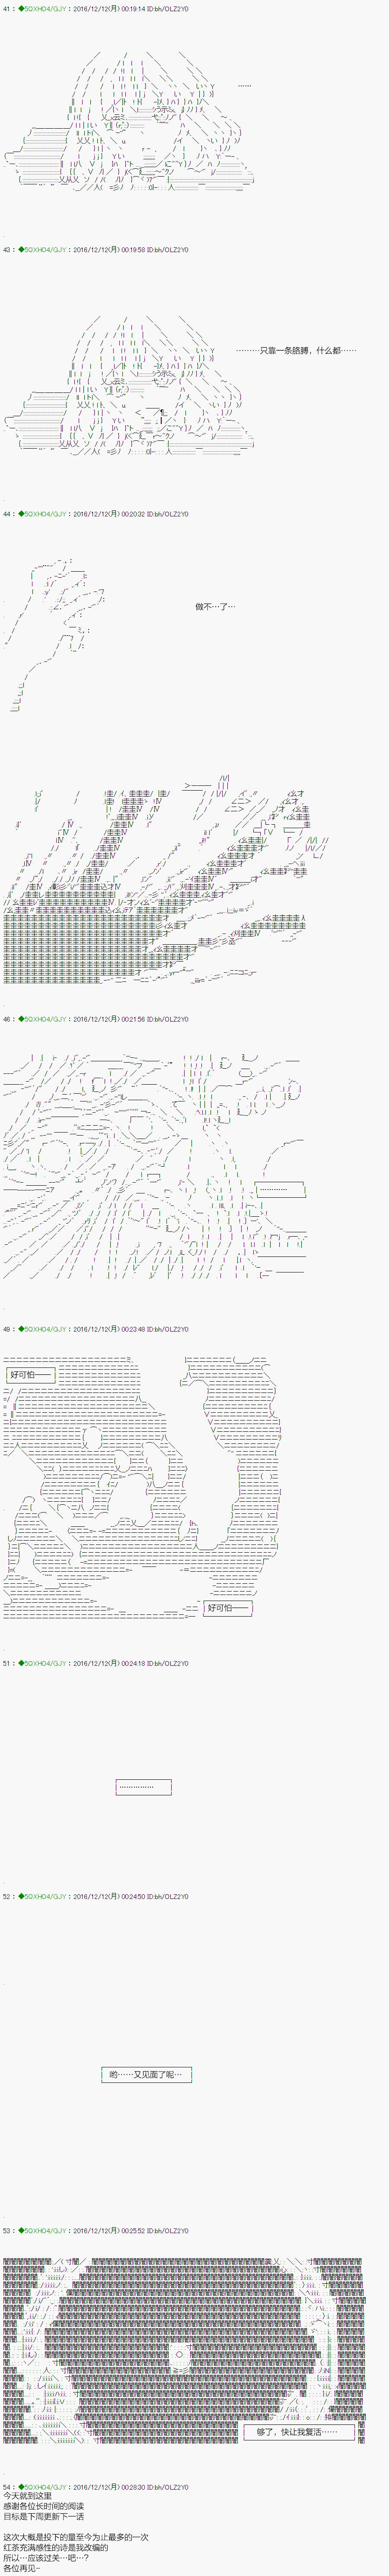 41 : ◆5OXHO4/GJY : 2016/12/12(月) 00:19:14 ID:bh/OLZ2Y0
……
43 : ◆5OXHO4/GJY : 2016/12/12(月) 00:19:58 ID:bh/OLZ2Y0
………只靠一条胳膊，什么都……
44 : ◆5OXHO4/GJY : 2016/12/12(月) 00:20:32 ID:bh/OLZ2Y0
做不…了…
46 : ◆5OXHO4/GJY : 2016/12/12(月) 00:21:56 ID:bh/OLZ2Y0
…………
49 : ◆5OXHO4/GJY : 2016/12/12(月) 00:23:48 ID:bh/OLZ2Y0
好可怕—
好可怕—
51 : ◆5OXHO4/GJY : 2016/12/12(月) 00:24:18 ID:bh/OLZ2Y0
……………
52 : ◆5OXHO4/GJY : 2016/12/12(月) 00:24:50 ID:bh/OLZ2Y0
哟……又见面了呢…
53 : ◆5OXHO4/GJY : 2016/12/12(月) 00:25:52 ID:bh/OLZ2Y0
够了，快让我复活……
54 : ◆5OXHO4/GJY : 2016/12/12(月) 00:28:30 ID:bh/OLZ2Y0
今天就到这里
感谢各位长时间的阅读
目标是下周更新下一话
这次大概是投下的量至今为止最多的一次
红茶充满感性的诗是我改编的
所以…应该过关…吧…?
各位再见~